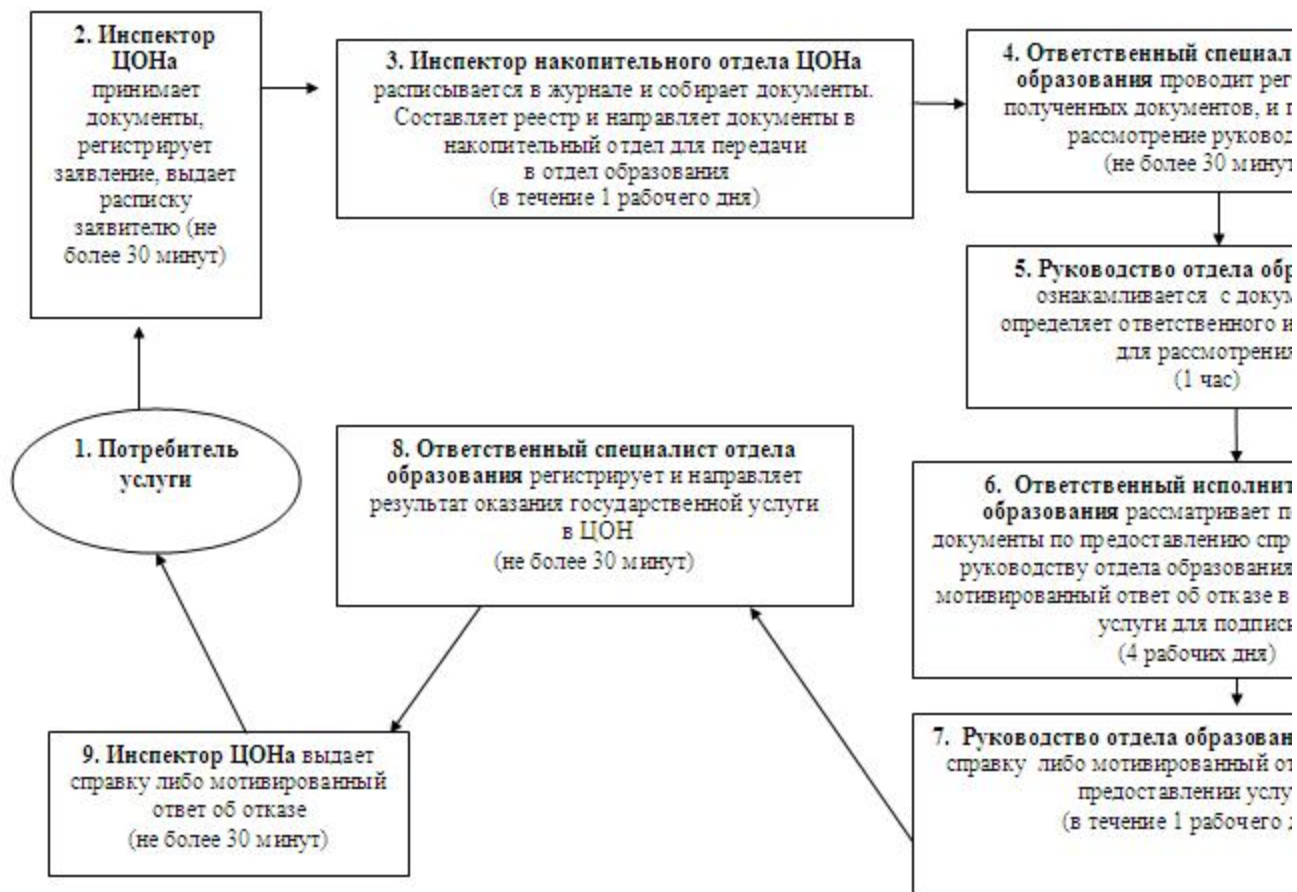 2. Инспектор
ЦОНа
принимает
документы,
регистрирует
заявление, выдает
расписку
заявителю (не
более 30 минут)
3. Инспектор накопительного отдела ЦОНа
расписывается в журнале и собирает документы.
Составляет реестр и направляет документы в
накопительный отдел для передачи
в отдел образования
(в течение 1 рабочего дня)
4. Ответственный
образования проводит
полученных документов, и
рассмотрение
(не более 30
5. Руководство отдела
ознакамливается с
определяет ответственного
для
(1 час)
6. Ответственный
образования рассматривает
документы по предоставлению
руководству отдела образования
мотивированный ответ об отказе в
услуги для
(4 рабочих дня)
7. Руководство отдела
справку либо мотивированный
предоставлении
(в течение 1 рабочего
8. Ответственный специалист отдела
образования регистрирует и направляет
результат оказания государственной услуги
в ЦОН
(не более 30 минут)
1. Потребитель
услуги
9. Инспектор ЦОНа выдает
справку либо мотивированный
ответ об отказе
(не более 30 минут)